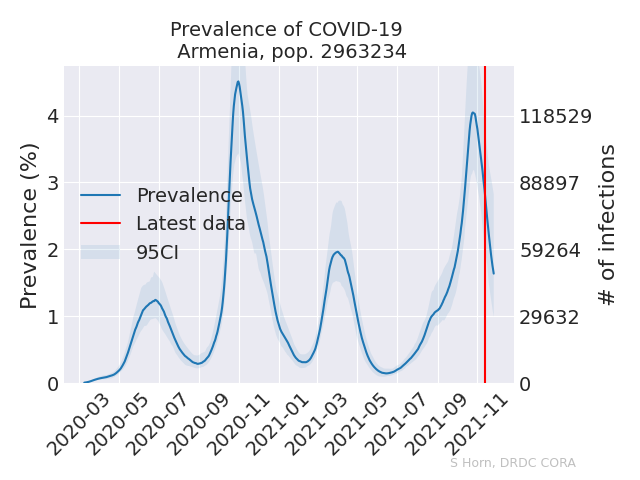 Prevalence of COVID-19
Armenia, pop. 2963234
Prevalence (%)
4
3
2
1
0
118529
88897
59264
29632
0
# of infections
Prevalence
Latest data
95CI
2020-03
2020-05
2020-07
2020-09
2020-11
2021-01
2021-03
2021-05
2021-07
2021-09
2021-11
S Horn, DRDC CORA